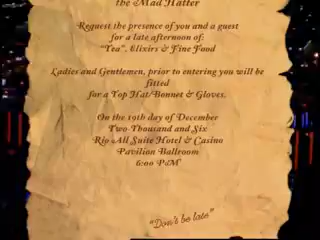 the Mad Hatter
Request the presence of you and a guest
for a late afternoon of:
"Tea", Elixirs & Fine Food
Ladies and Gentlemen, prior to entering you will be
fitted
for a Top Hat/Bonnet & Gloves.
On the 19th day of December
Two Thousand and Six
Rio All Suite Hotel & Casino
Pavilion Ballroom
6:00 PM
"Don't be late"